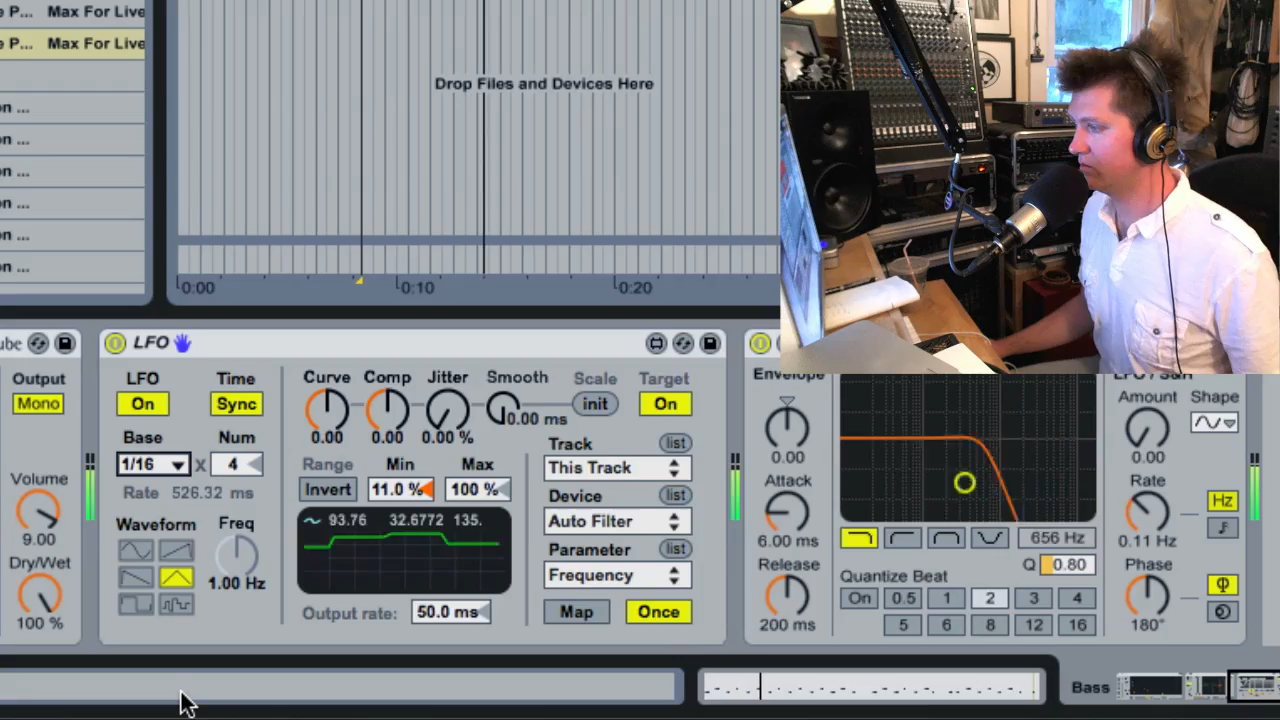 e P... Max For Live
e P... Max For Live
on ...
on ...
on ...
on ...
on ...
on ...
Drop Files and Devices Here
0:00 0:10 0:20
ube
Output
Mono
Volume
9.00
Dry/Wet
100 %
LFO
LFO Time
On Sync
Base Num
1/16 x 4
Rate 526.32 ms
Waveform Freq
1.00 Hz
Curve Comp Jitter Smooth Scale Target
0.00 0.00 0.00 % 0.00 ms init On
Range Min Max
Invert 11.0 % 100 %
93.76 32.6772 135.
Output rate: 50.0 ms
Track list
This Track
Device list
Auto Filter
Parameter list
Frequency
Map Once
Envelope
0.00
Attack
6.00 ms
Release
200 ms
656 Hz
Q 0.80
Quantize Beat
On 0.5 1 2 3 4
5 6 8 12 16
LFO / S&H
Amount Shape
0.00
Rate
Hz
0.11 Hz
Phase
180°
Bass